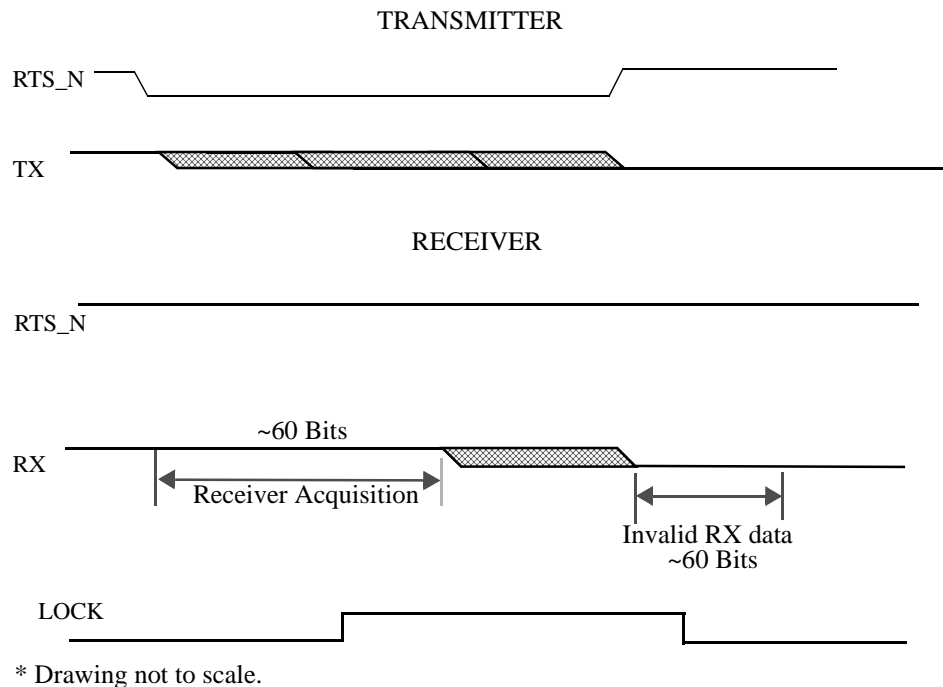 TRANSMITTER
RTS_N
TX
RECEIVER
RTS_N
~60 Bits
RX
Receiver Acquisition
Invalid RX data
~60 Bits
LOCK
* Drawing not to scale.